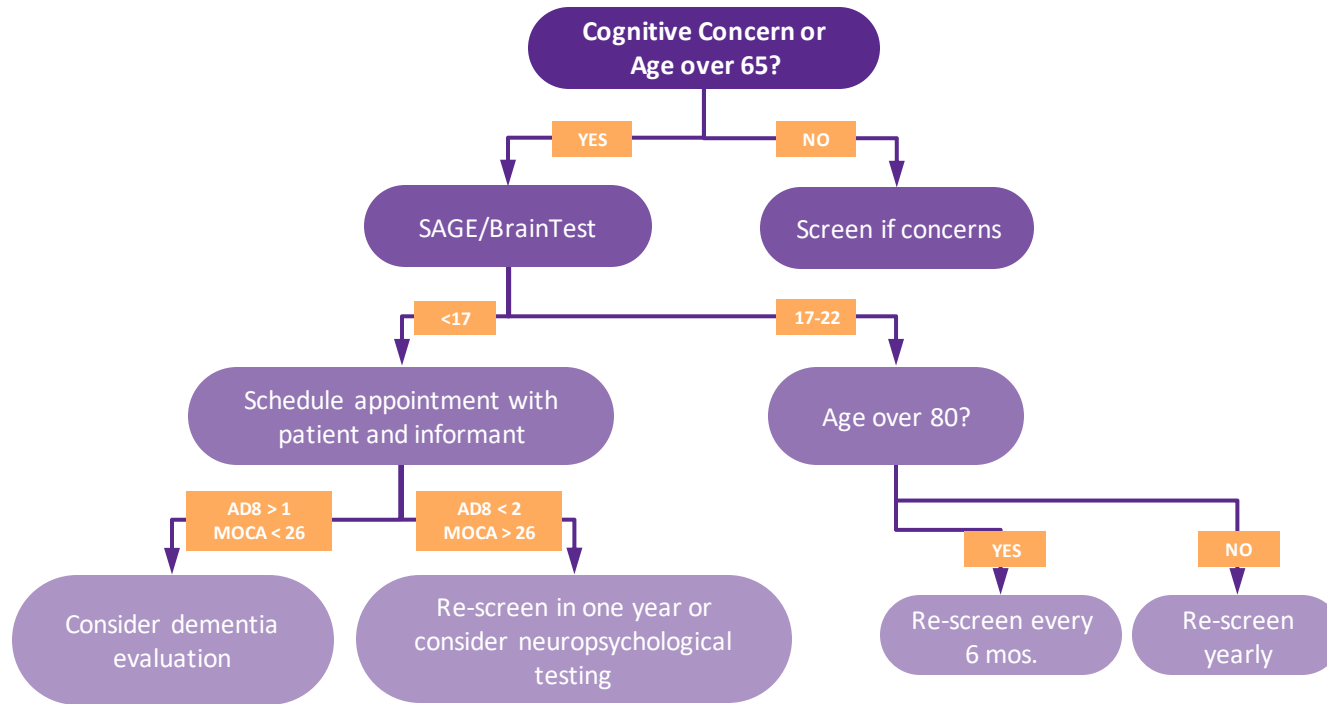 Cognitive Concern or
Age over 65?
YES
NO
SAGE/BrainTest
Screen if concerns
<17
17-22
Schedule appointment with
patient and informant
Age over 80?
AD8 > 1
MOCA < 26
AD8 < 2
MOCA > 26
YES
NO
Consider dementia
evaluation
Re-screen in one year or
consider neuropsychological
testing
Re-screen every
6 mos.
Re-screen
yearly